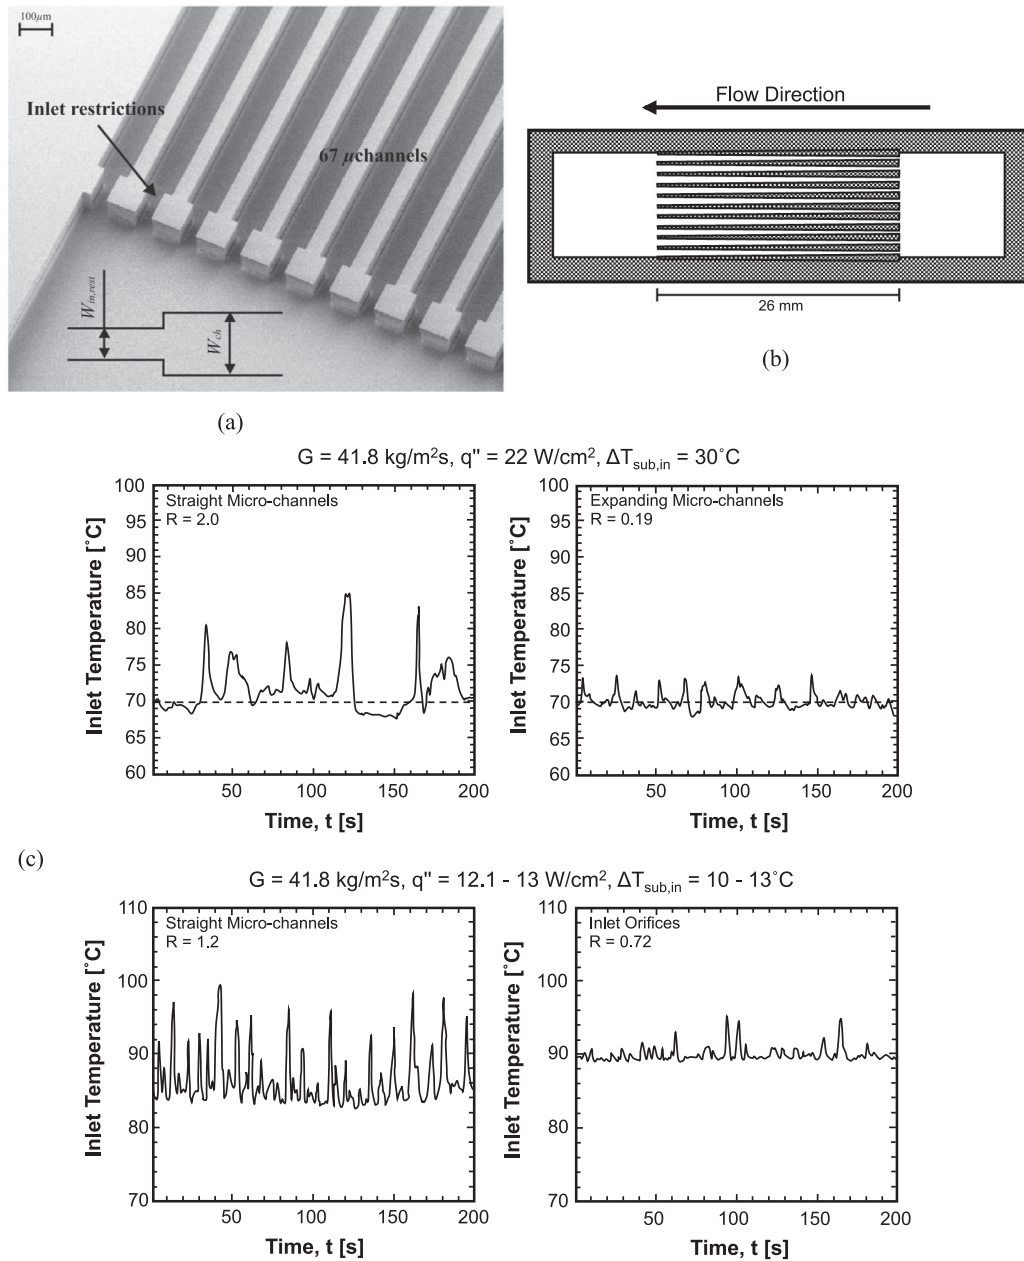 100μm
Inlet restrictions
67 μchannels
W_in,rest
W_ch
(a)
Flow Direction
26 mm
(b)
G = 41.8 kg/m²s, q" = 22 W/cm², ΔT_sub,in = 30˚C
Straight Micro-channels
R = 2.0
Inlet Temperature [˚C]
100
95
90
85
80
75
70
65
60
50
100
150
200
Time, t [s]
Expanding Micro-channels
R = 0.19
Inlet Temperature [˚C]
100
95
90
85
80
75
70
65
60
50
100
150
200
Time, t [s]
(c)
G = 41.8 kg/m²s, q" = 12.1 - 13 W/cm², ΔT_sub,in = 10 - 13˚C
Straight Micro-channels
R = 1.2
Inlet Temperature [˚C]
110
100
90
80
70
50
100
150
200
Time, t [s]
Inlet Orifices
R = 0.72
Inlet Temperature [˚C]
110
100
90
80
70
50
100
150
200
Time, t [s]